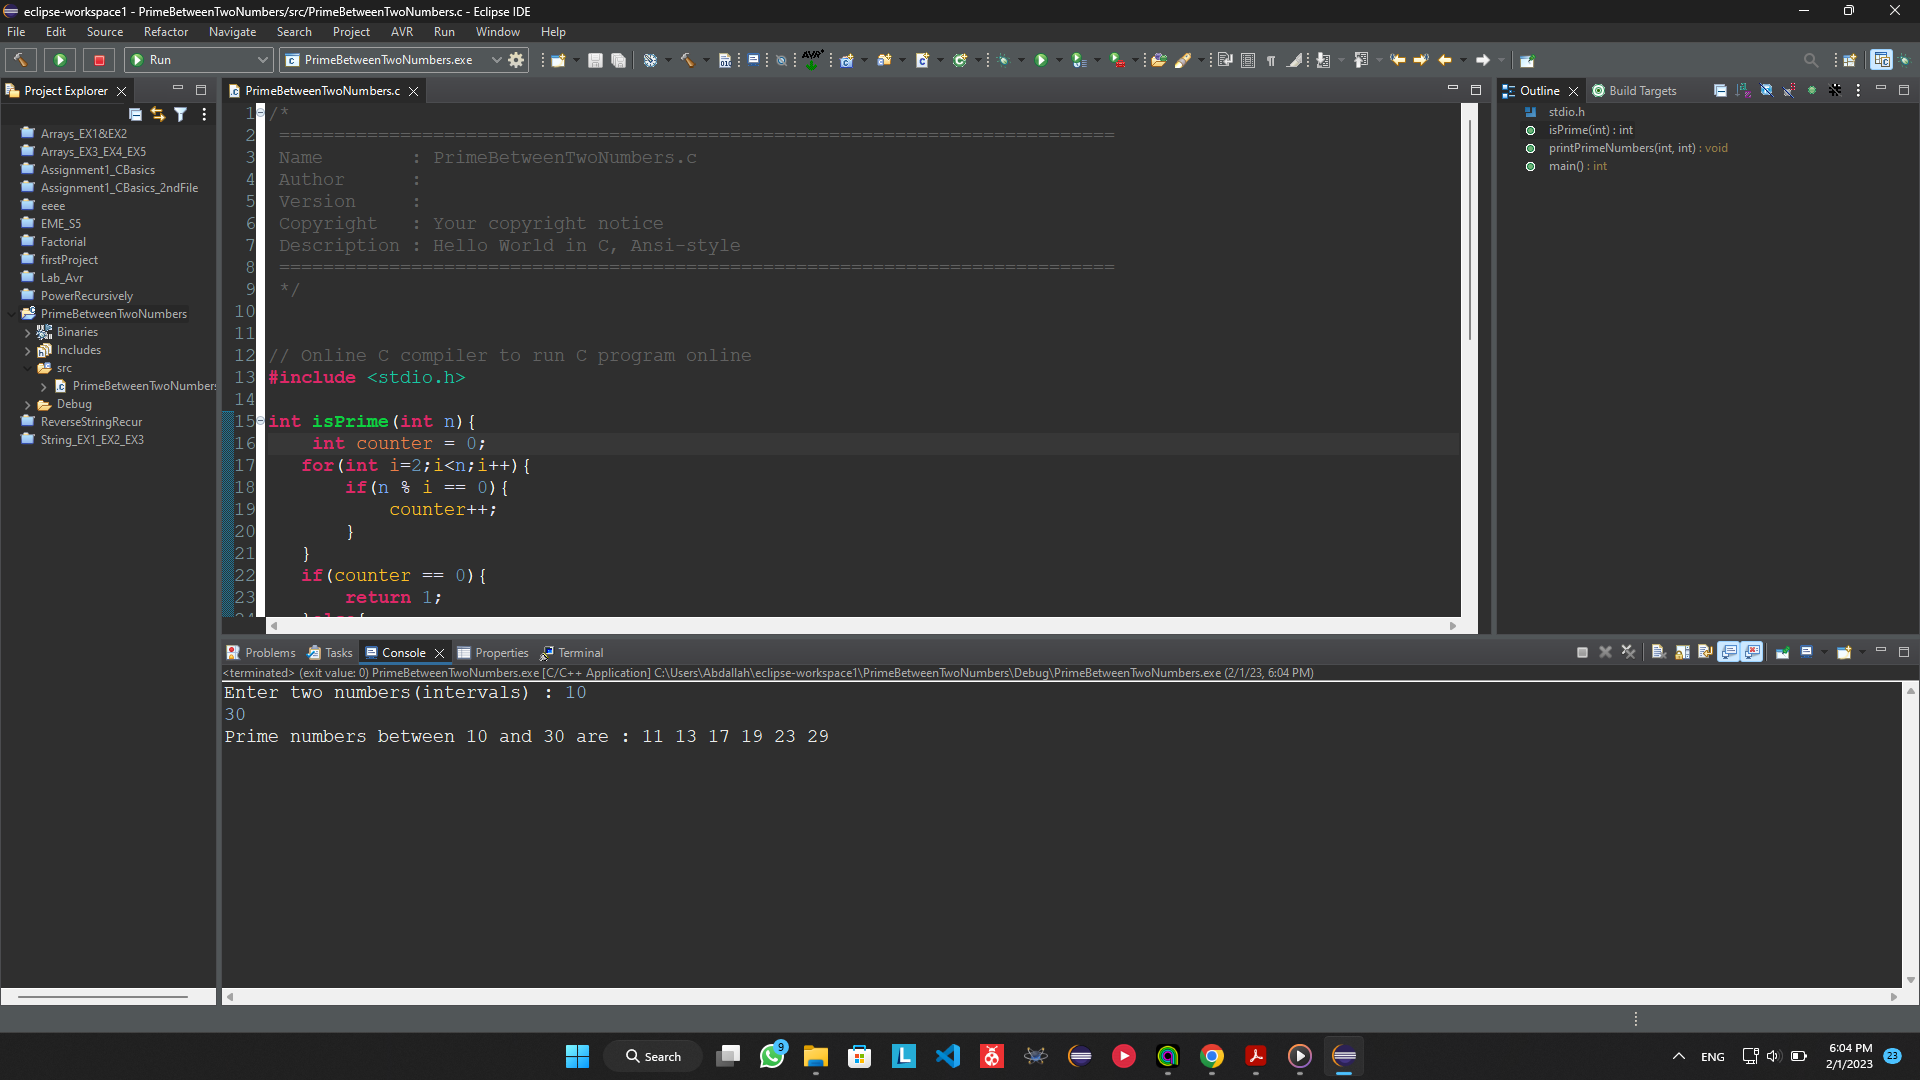 eclipse-workspace1 - PrimeBetweenTwoNumbers/src/PrimeBetweenTwoNumbers.c - Eclipse IDE
File Edit Source Refactor Navigate Search Project AVR Run Window Help
Run PrimeBetweenTwoNumbers.exe
Project Explorer
Arrays_EX1&EX2
Arrays_EX3_EX4_EX5
Assignment1_CBasics
Assignment1_CBasics_2ndFile
eeee
EME_S5
Factorial
firstProject
Lab_Avr
PowerRecursively
PrimeBetweenTwoNumbers
Binaries
Includes
src
PrimeBetweenTwoNumbers
Debug
ReverseStringRecur
String_EX1_EX2_EX3
PrimeBetweenTwoNumbers.c
1 /*
2 ============================================================================
3 Name : PrimeBetweenTwoNumbers.c
4 Author :
5 Version :
6 Copyright : Your copyright notice
7 Description : Hello World in C, Ansi-style
8 ============================================================================
9 */
10
11
12 // Online C compiler to run C program online
13 #include <stdio.h>
14
15 int isPrime(int n){
16 int counter = 0;
17 for(int i=2;i<n;i++){
18 if(n % i == 0){
19 counter++;
20 }
21 }
22 if(counter == 0){
23 return 1;
24 }else{
Outline Build Targets
stdio.h
isPrime(int) : int
printPrimeNumbers(int, int) : void
main() : int
Problems Tasks Console Properties Terminal
<terminated> (exit value: 0) PrimeBetweenTwoNumbers.exe [C/C++ Application] C:\Users\Abdallah\eclipse-workspace1\PrimeBetweenTwoNumbers\Debug\PrimeBetweenTwoNumbers.exe (2/1/23, 6:04 PM)
Enter two numbers(intervals) : 10
30
Prime numbers between 10 and 30 are : 11 13 17 19 23 29
Search
9
ENG
6:04 PM
2/1/2023
23